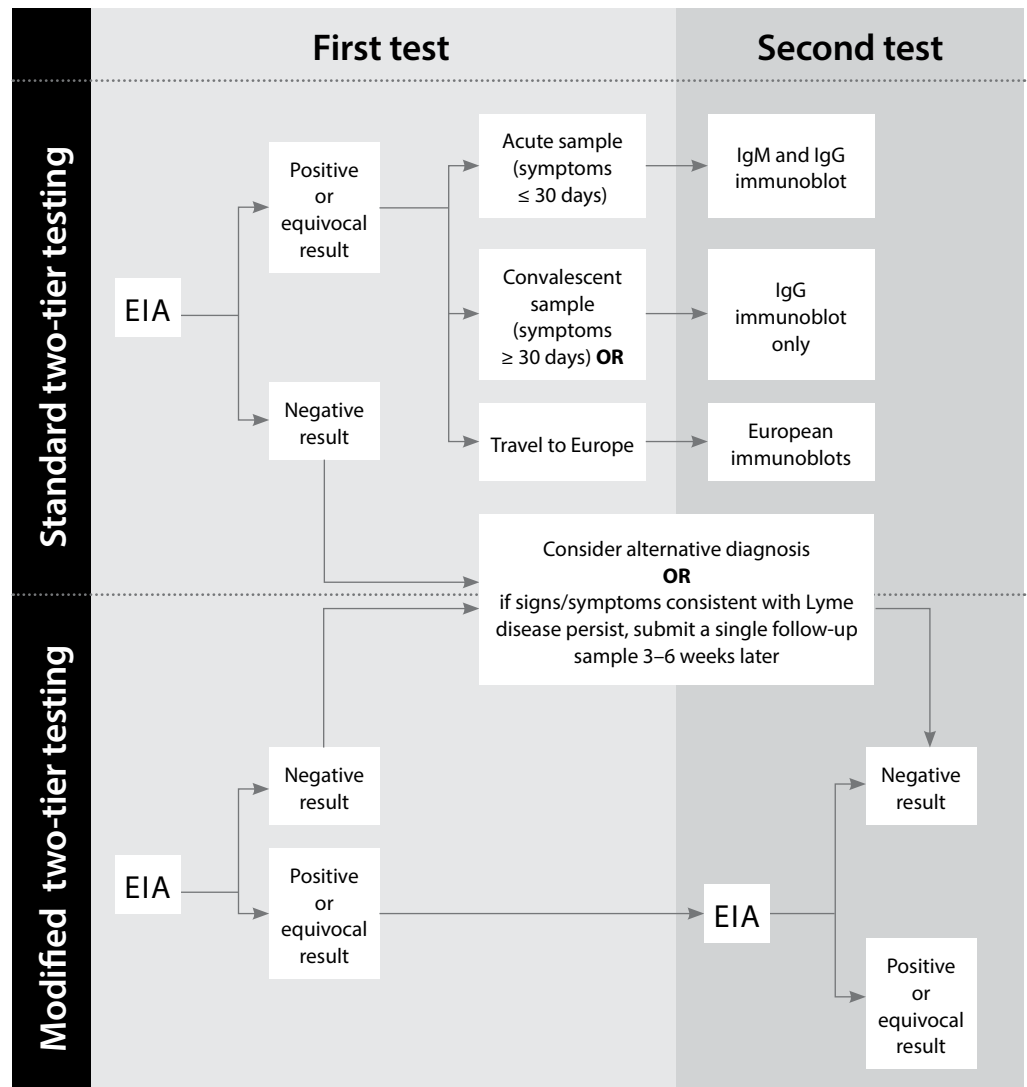 First test
Second test
Standard two-tier testing
EIA
Positive
or
equivocal
result
Negative
result
Acute sample
(symptoms
≤ 30 days)
IgM and IgG
immunoblot
Convalescent
sample
(symptoms
≥ 30 days) OR
IgG
immunoblot
only
Travel to Europe
European
immunoblots
Consider alternative diagnosis
OR
if signs/symptoms consistent with Lyme
disease persist, submit a single follow-up
sample 3–6 weeks later
Modified two-tier testing
EIA
Negative
result
Positive
or
equivocal
result
EIA
Negative
result
Positive
or
equivocal
result